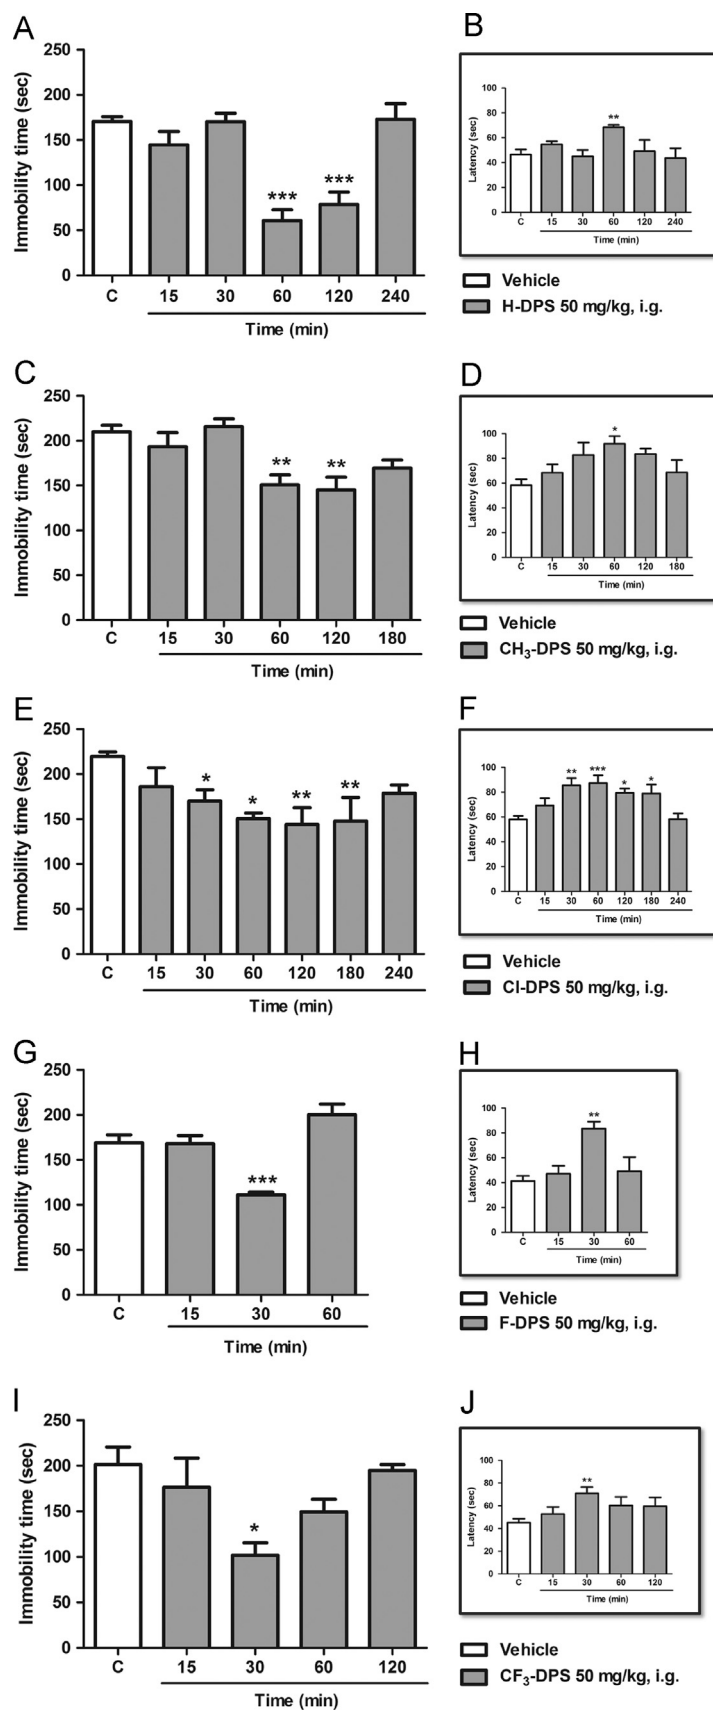 A
Immobility time (sec)
250
200
150
100
50
0
*** ***
C 15 30 60 120 240
Time (min)
B
Latency (sec)
100
80
60
40
20
0
**
C 15 30 60 120 240
Time (min)
Vehicle
H-DPS 50 mg/kg, i.g.
C
Immobility time (sec)
250
200
150
100
50
0
** **
C 15 30 60 120 180
Time (min)
D
Latency (sec)
100
80
60
40
20
0
*
C 15 30 60 120 180
Time (min)
Vehicle
CH₃-DPS 50 mg/kg, i.g.
E
Immobility time (sec)
250
200
150
100
50
0
* * ** **
C 15 30 60 120 180 240
Time (min)
F
Latency (sec)
100
80
60
40
20
0
** *** * *
C 15 30 60 120 180 240
Time (min)
Vehicle
Cl-DPS 50 mg/kg, i.g.
G
Immobility time (sec)
250
200
150
100
50
0
***
C 15 30 60
Time (min)
H
Latency (sec)
100
80
60
40
20
0
**
C 15 30 60
Time (min)
Vehicle
F-DPS 50 mg/kg, i.g.
I
Immobility time (sec)
250
200
150
100
50
0
*
C 15 30 60 120
Time (min)
J
Latency (sec)
100
80
60
40
20
0
**
C 15 30 60 120
Time (min)
Vehicle
CF₃-DPS 50 mg/kg, i.g.